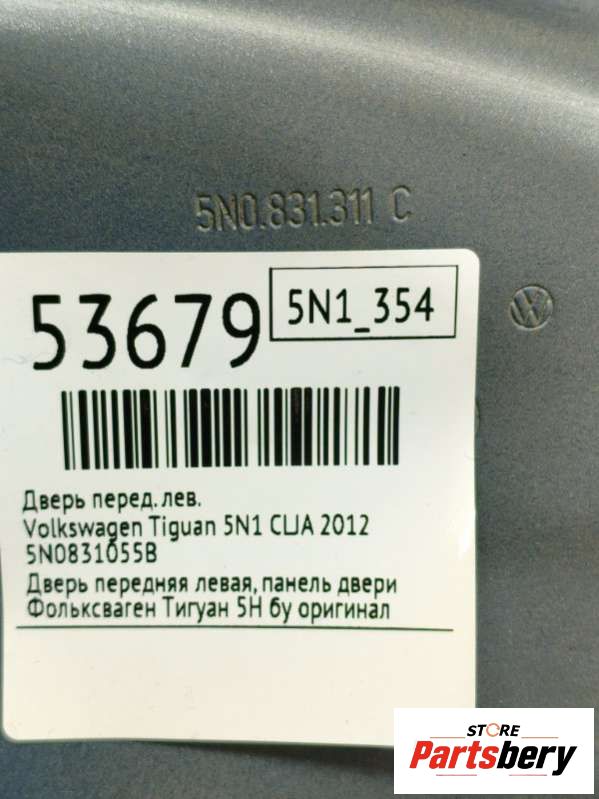 5N0.831.311 C
53679
5N1_354
Дверь перед. лев.
Volkswagen Tiguan 5N1 CLJA 2012
5N0831055B
Дверь передняя левая, панель двери
Фольксваген Тигуан 5Н бу оригинал
STORE
Partsbery